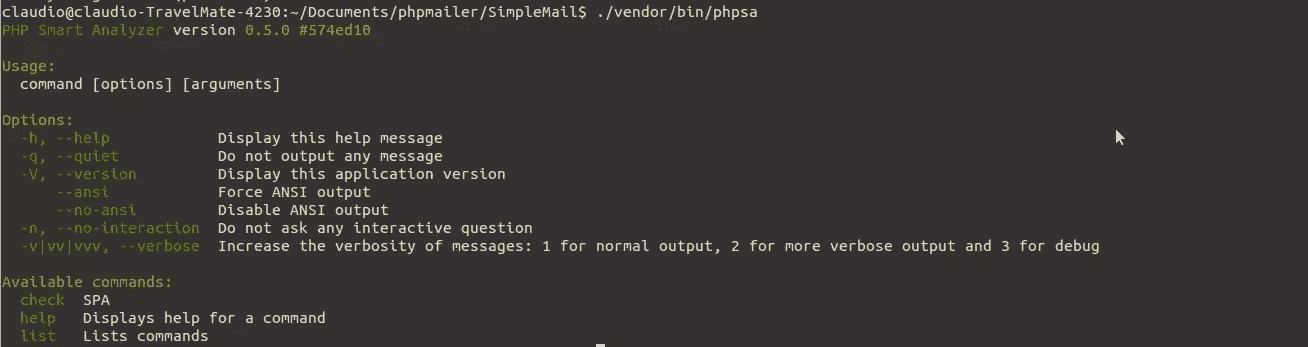 claudio@claudio-TravelMate-4230:~/Documents/phpmailer/SimpleMail$ ./vendor/bin/phpsa
PHP Smart Analyzer version 0.5.0 #574ed10
Usage:
command [options] [arguments]
Options:
-h, --help Display this help message
-q, --quiet Do not output any message
-V, --version Display this application version
--ansi Force ANSI output
--no-ansi Disable ANSI output
-n, --no-interaction Do not ask any interactive question
-v|vv|vvv, --verbose Increase the verbosity of messages: 1 for normal output, 2 for more verbose output and 3 for debug
Available commands:
check SPA
help Displays help for a command
list Lists commands